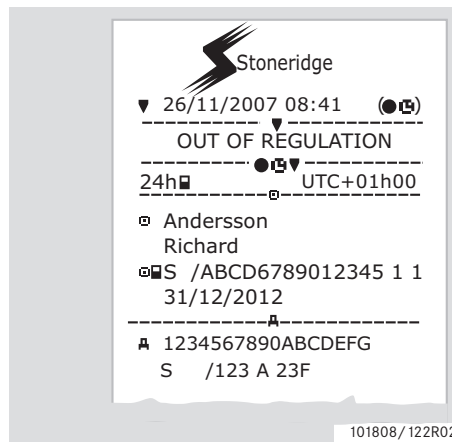 Stoneridge
26/11/2007 08:41 (●)
OUT OF REGULATION
24h UTC+01h00
Andersson
Richard
S /ABCD6789012345 1 1
31/12/2012
1234567890ABCDEFG
S /123 A 23F
101808/122R02